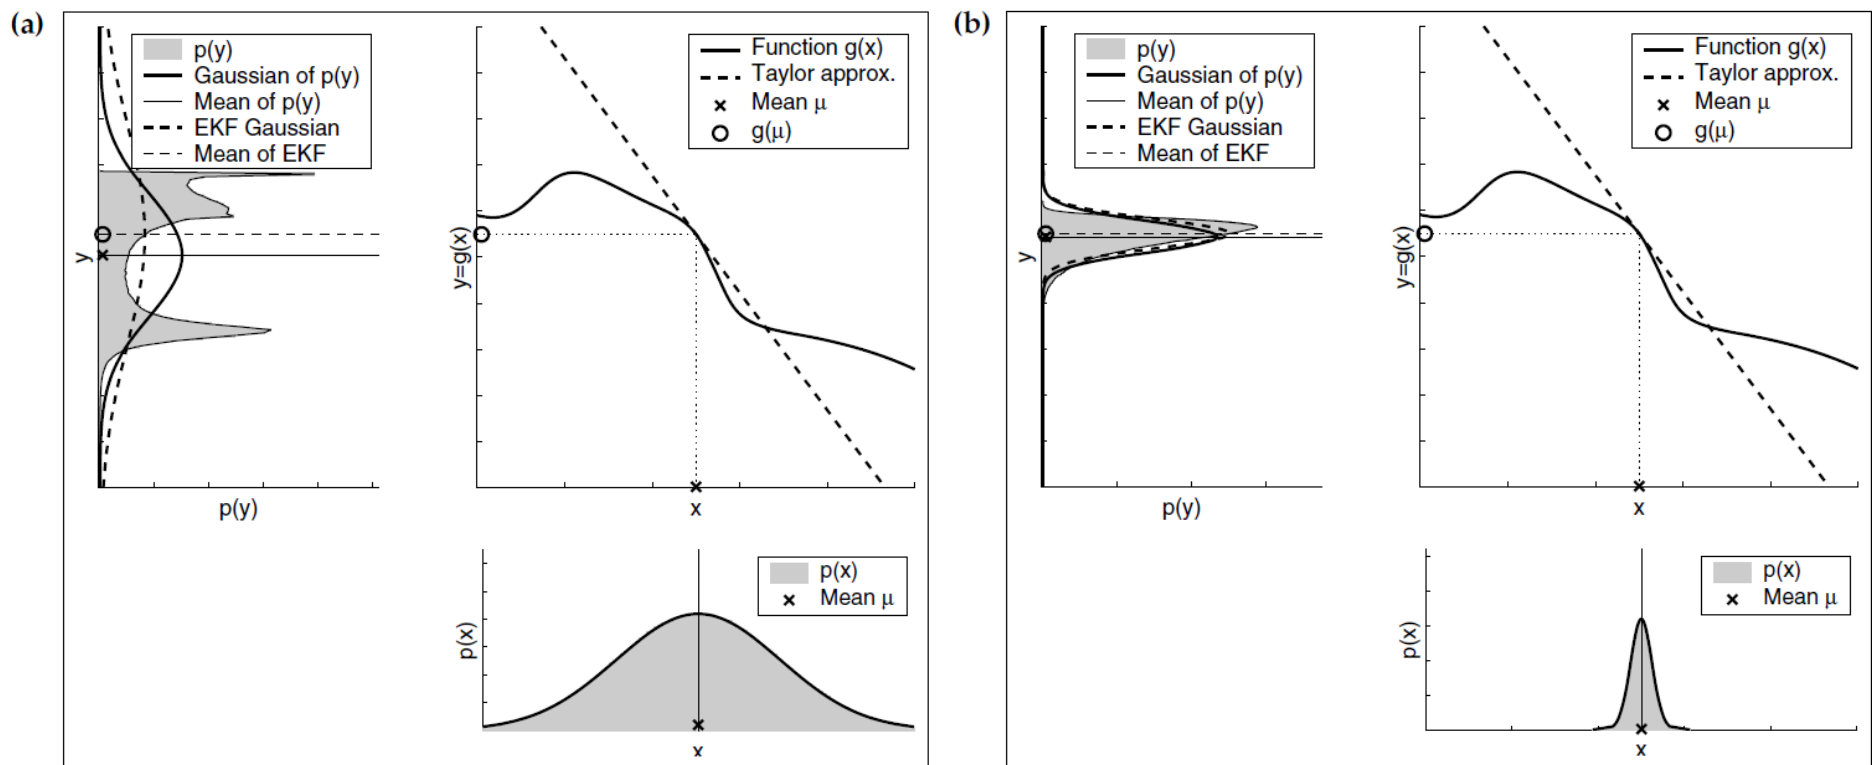 (a)
p(y)
Gaussian of p(y)
Mean of p(y)
EKF Gaussian
Mean of EKF
y
p(y)
Function g(x)
Taylor approx.
Mean μ
g(μ)
y=g(x)
x
p(x)
Mean μ
p(x)
x
(b)
p(y)
Gaussian of p(y)
Mean of p(y)
EKF Gaussian
Mean of EKF
y
p(y)
Function g(x)
Taylor approx.
Mean μ
g(μ)
y=g(x)
x
p(x)
Mean μ
p(x)
x